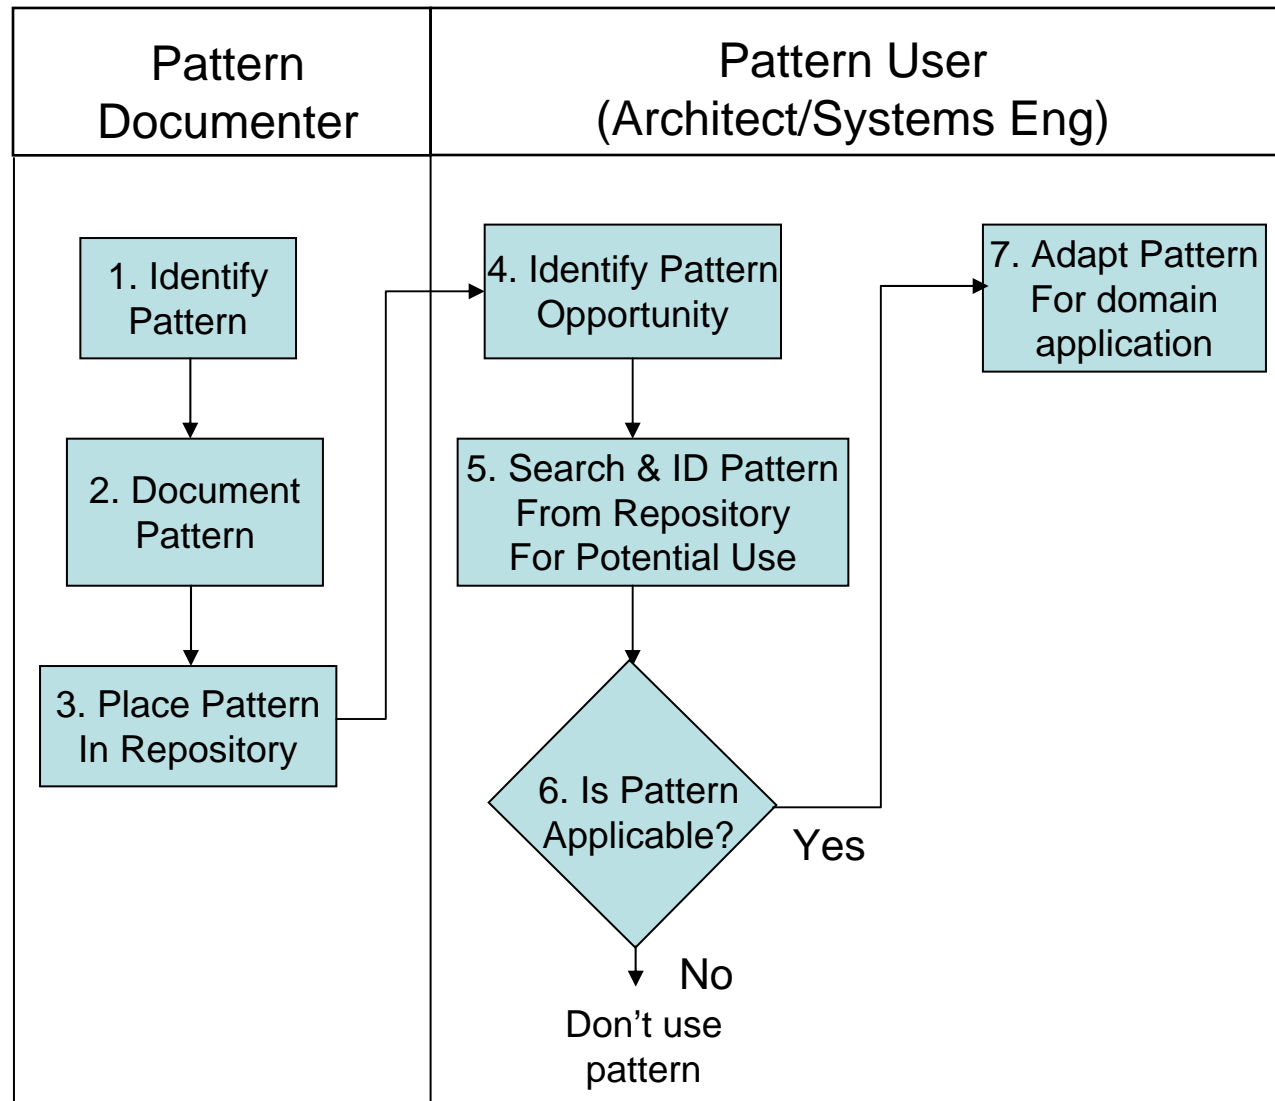 Pattern
Documenter
Pattern User
(Architect/Systems Eng)
1. Identify
Pattern
2. Document
Pattern
3. Place Pattern
In Repository
4. Identify Pattern
Opportunity
5. Search & ID Pattern
From Repository
For Potential Use
6. Is Pattern
Applicable?
Yes
No
Don’t use
pattern
7. Adapt Pattern
For domain
application